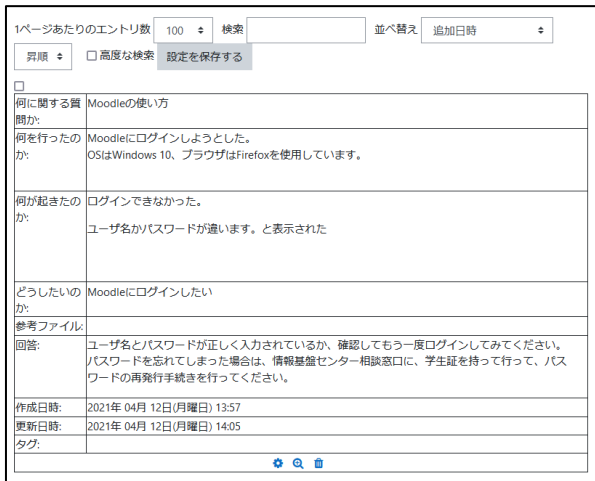 1ページあたりのエントリ数 100 検索 並べ替え 追加日時
昇順 高度な検索 設定を保存する
何に関する質問か: Moodleの使い方
何を行ったのか: Moodleにログインしようとした。
OSはWindows 10、ブラウザはFirefoxを使用しています。
何が起きたのか: ログインできなかった。
ユーザ名かパスワードが違います。と表示された
どうしたいのか: Moodleにログインしたい
参考ファイル:
回答: ユーザ名とパスワードが正しく入力されているか、確認してもう一度ログインしてみてください。
パスワードを忘れてしまった場合は、情報基盤センター相談窓口に、学生証を持って行って、パス
ワードの再発行手続きを行ってください。
作成日時: 2021年 04月 12日(月曜日) 13:57
更新日時: 2021年 04月 12日(月曜日) 14:05
タグ: